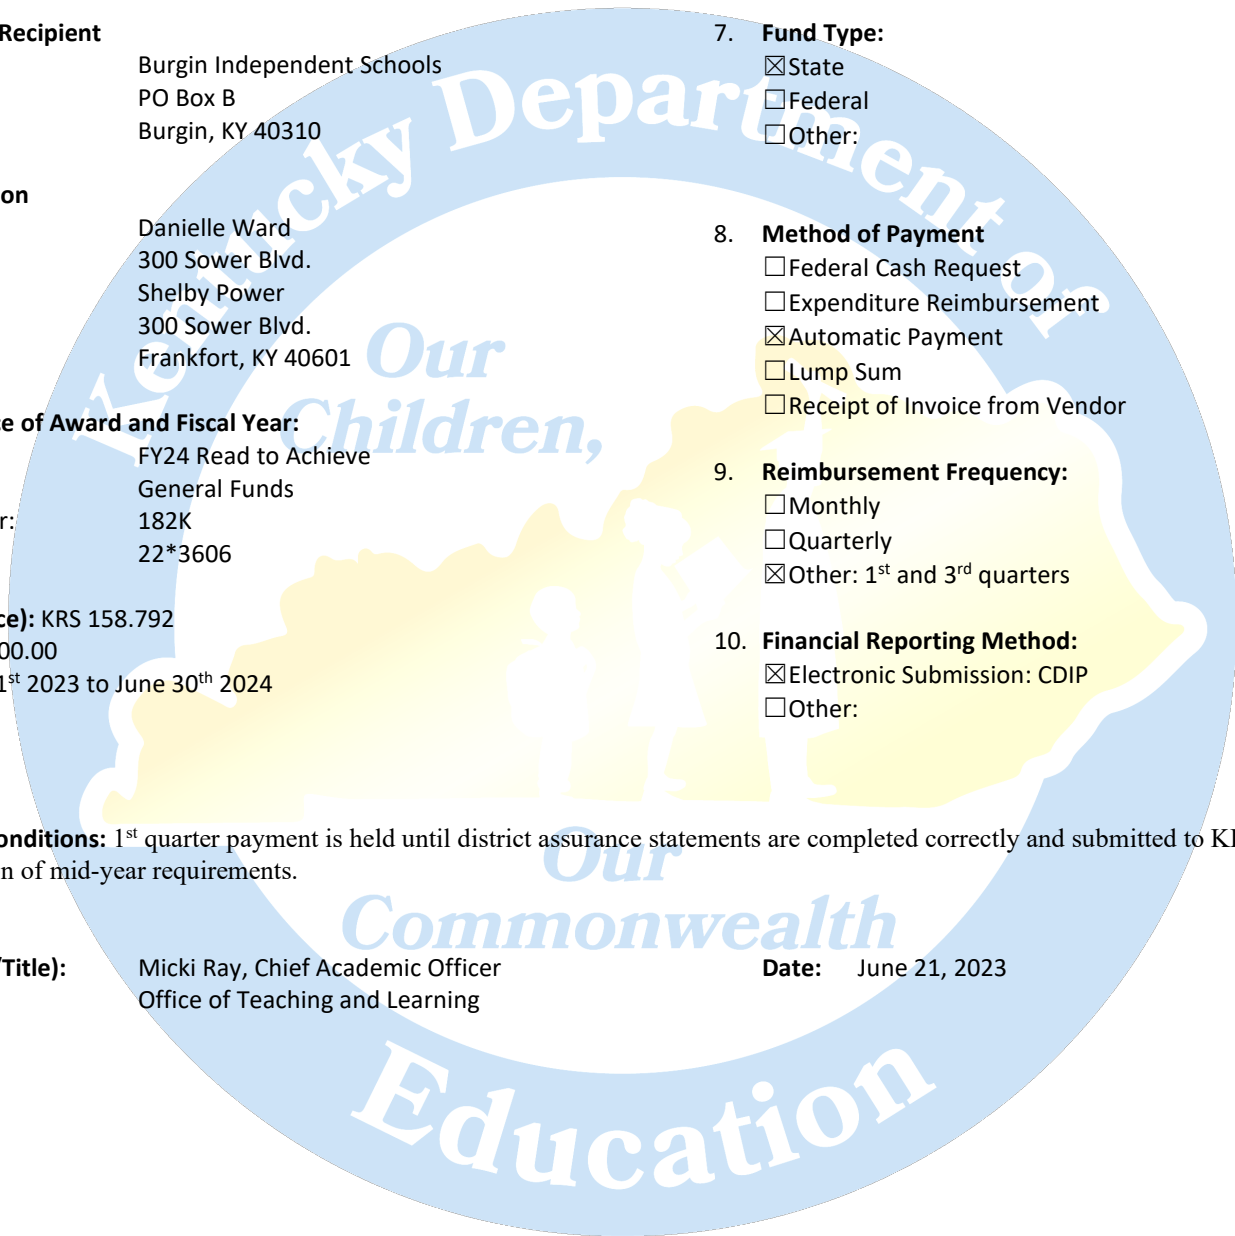 Recipient
Burgin Independent Schools
PO Box B
Burgin, KY 40310
on
Danielle Ward
300 Sower Blvd.
Shelby Power
300 Sower Blvd.
Frankfort, KY 40601
ce of Award and Fiscal Year:
FY24 Read to Achieve
General Funds
r: 182K
22*3606
ce): KRS 158.792
00.00
1st 2023 to June 30th 2024
7. Fund Type:
☒State
☐Federal
☐Other:
8. Method of Payment
☐Federal Cash Request
☐Expenditure Reimbursement
☒Automatic Payment
☐Lump Sum
☐Receipt of Invoice from Vendor
9. Reimbursement Frequency:
☐Monthly
☐Quarterly
☒Other: 1st and 3rd quarters
10. Financial Reporting Method:
☒Electronic Submission: CDIP
☐Other:
onditions: 1st quarter payment is held until district assurance statements are completed correctly and submitted to KI
n of mid-year requirements.
/Title): Micki Ray, Chief Academic Officer Date: June 21, 2023
Office of Teaching and Learning
Kentucky Department of
Education
Our
Children,
Our
Commonwealth